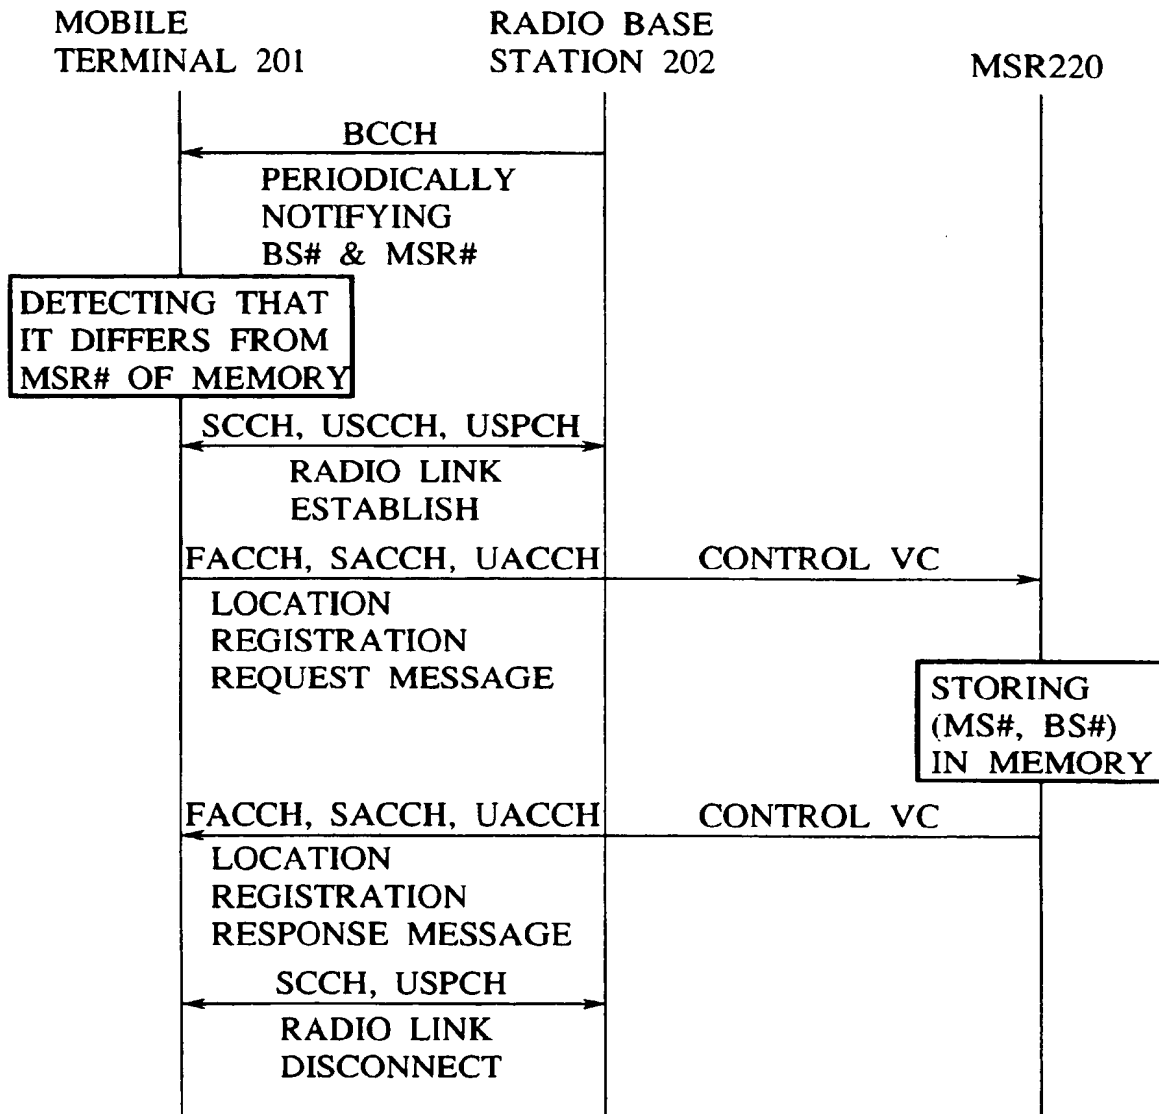 MOBILE
TERMINAL 201
RADIO BASE
STATION 202
MSR220
BCCH
PERIODICALLY
NOTIFYING
BS# & MSR#
DETECTING THAT
IT DIFFERS FROM
MSR# OF MEMORY
SCCH, USCCH, USPCH
RADIO LINK
ESTABLISH
FACCH, SACCH, UACCH
CONTROL VC
LOCATION
REGISTRATION
REQUEST MESSAGE
STORING
(MS#, BS#)
IN MEMORY
FACCH, SACCH, UACCH
CONTROL VC
LOCATION
REGISTRATION
RESPONSE MESSAGE
SCCH, USPCH
RADIO LINK
DISCONNECT